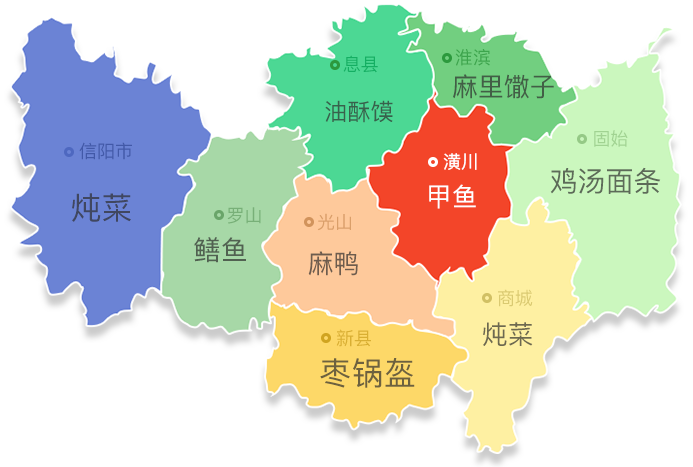 息县
油酥馍
淮滨
麻里馓子
信阳市
炖菜
潢川
甲鱼
固始
鸡汤面条
罗山
鳝鱼
光山
麻鸭
商城
炖菜
新县
枣锅盔